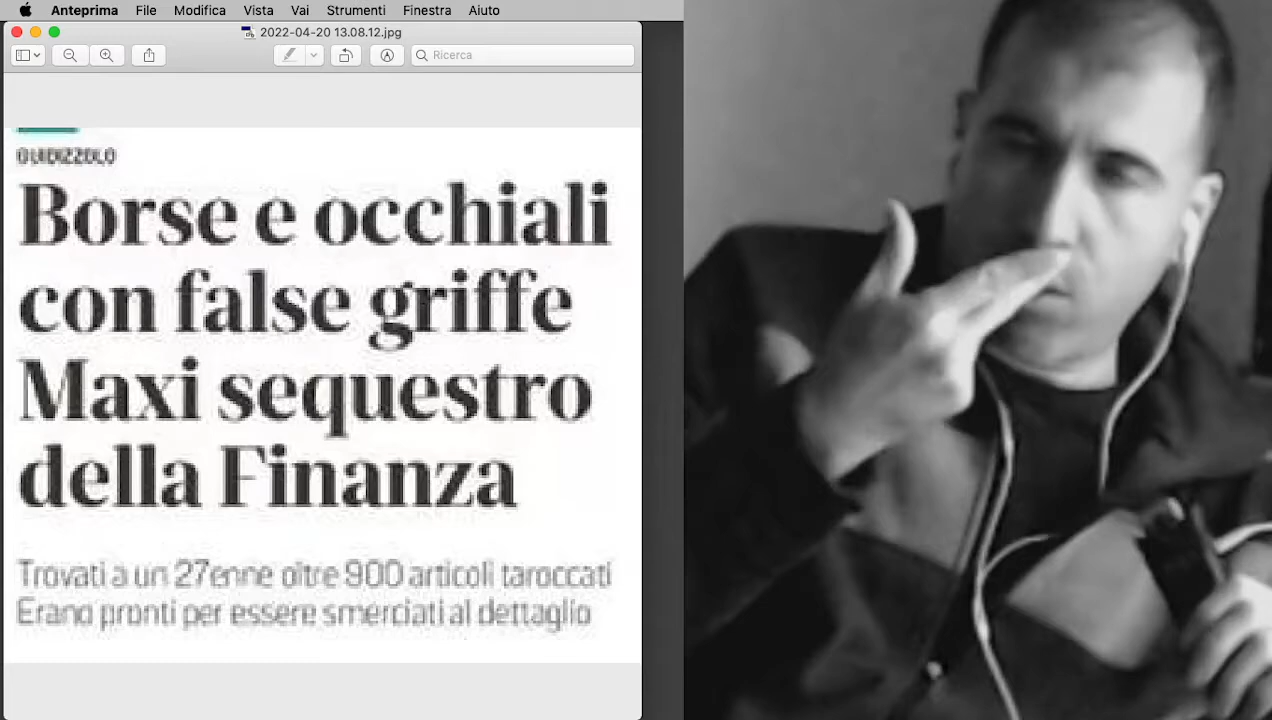 Anteprima File Modifica Vista Vai Strumenti Finestra Aiuto
2022-04-20 13.08.12.jpg
Ricerca
GUIDIZZOLO
Borse e occhiali
con false griffe
Maxi sequestro
della Finanza
Trovati a un 27enne oltre 900 articoli taroccati
Erano pronti per essere smerciati al dettaglio